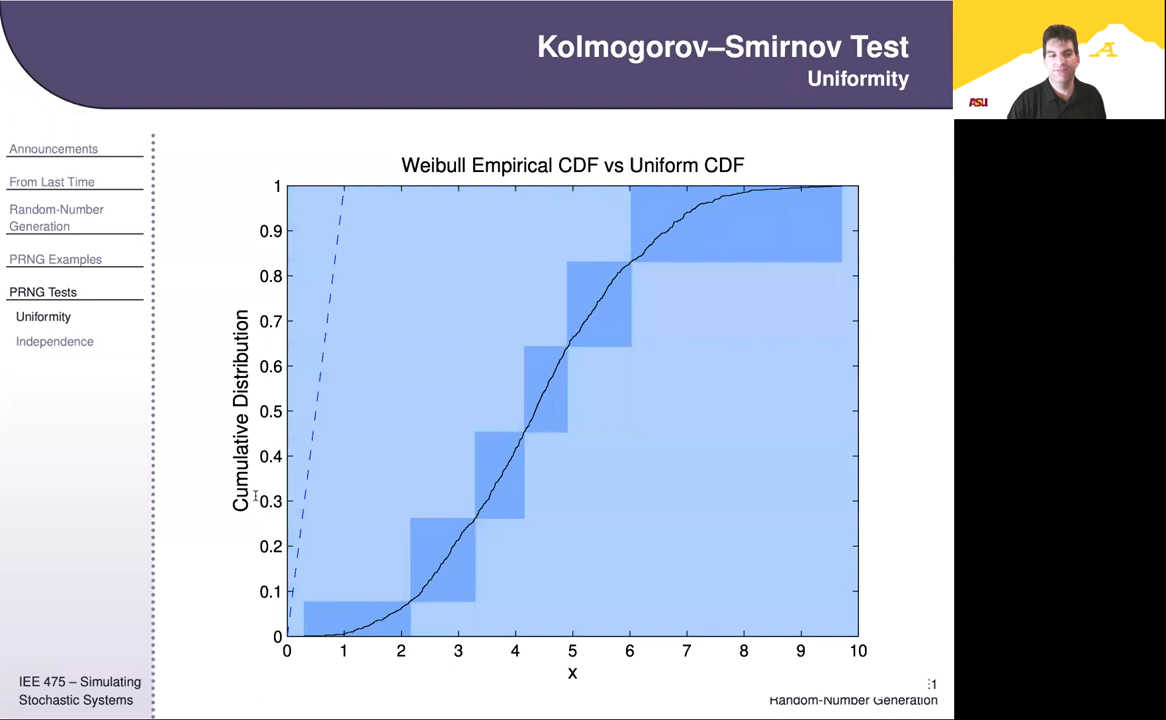 Kolmogorov–Smirnov Test
Uniformity
A
ASU
Announcements
From Last Time
Random-Number
Generation
PRNG Examples
PRNG Tests
Uniformity
Independence
Weibull Empirical CDF vs Uniform CDF
Cumulative Distribution
1
0.9
0.8
0.7
0.6
0.5
0.4
0.3
0.2
0.1
0
0 1 2 3 4 5 6 7 8 9 10
x
IEE 475 – Simulating
Stochastic Systems
Random-Number Generation